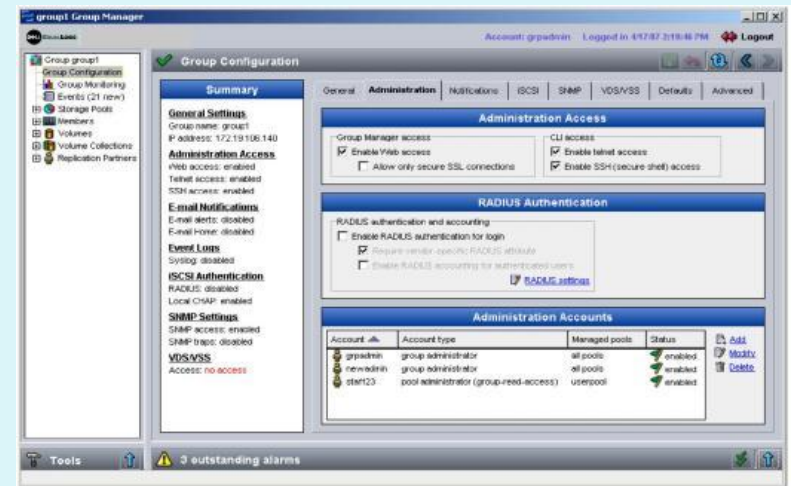 group1 Group Manager
DELL EQUALLOGIC
Account: grpadmin Logged in 4/17/07 2:19:46 PM Logout
Group group1
Group Configuration
Group Monitoring
Events (21 new)
Storage Pools
Members
Volumes
Volume Collections
Replication Partners
Group Configuration
Summary
General Settings
Group name: group1
IP address: 172.19.106.140
Administration Access
Web access: enabled
Telnet access: enabled
SSH access: enabled
E-mail Notifications
E-mail alerts: disabled
E-mail Home: disabled
Event Logs
Syslog: disabled
iSCSI Authentication
RADIUS: disabled
Local CHAP: enabled
SNMP Settings
SNMP access: enabled
SNMP traps: disabled
VDS/VSS
Access: no access
General Administration Notifications iSCSI SNMP VDS/VSS Defaults Advanced
Administration Access
Group Manager access
Enable Web access
Allow only secure SSL connections
CLI access
Enable telnet access
Enable SSH (secure shell) access
RADIUS Authentication
RADIUS authentication and accounting
Enable RADIUS authentication for login
Require vendor-specific RADIUS attribute
Enable RADIUS accounting for authenticated users
RADIUS settings
Administration Accounts
Account Account type Managed pools Status
grpadmin group administrator all pools enabled
newadmin group administrator all pools enabled
start23 pool administrator (group-read-access) userpool enabled
Add
Modify
Delete
Tools
3 outstanding alarms